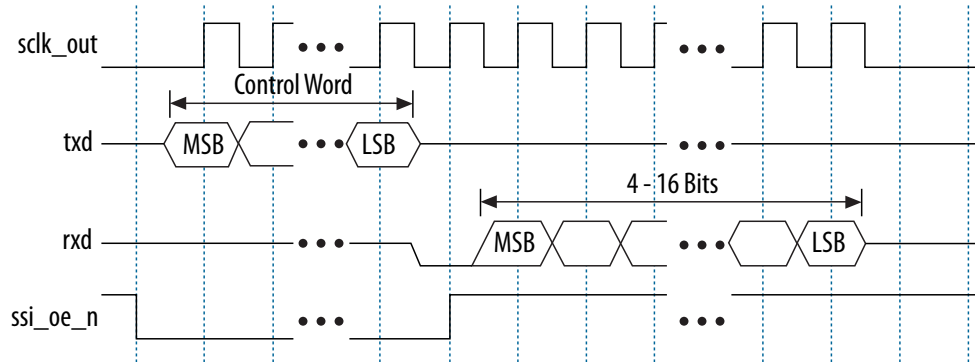 sclk_out
Control Word
txd
MSB
LSB
4 - 16 Bits
rxd
MSB
LSB
ssi_oe_n